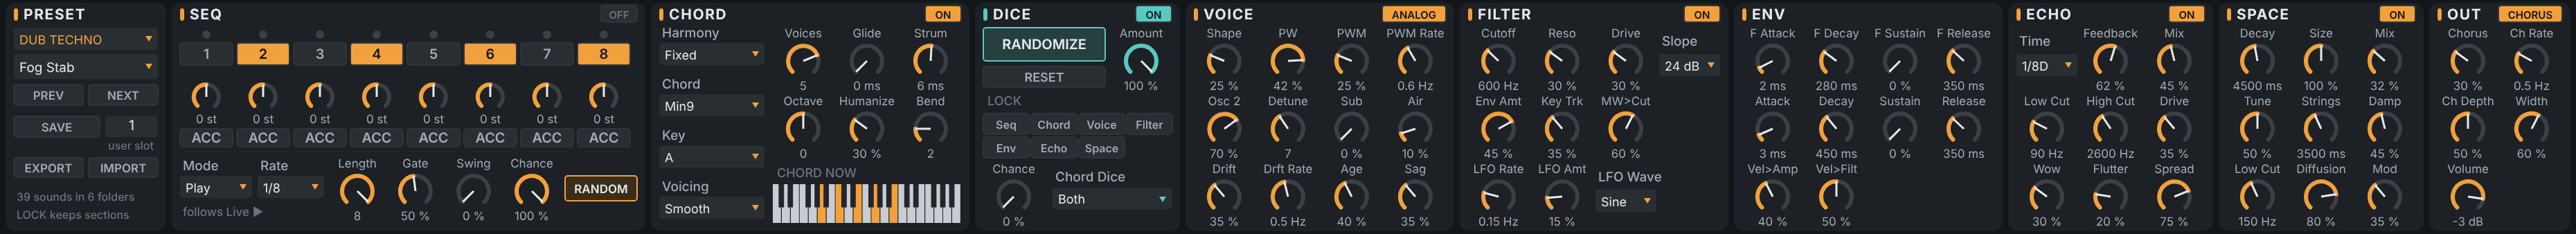 PRESET
DUB TECHNO
Fog Stab
PREV NEXT
SAVE 1
user slot
EXPORT IMPORT
39 sounds in 6 folders
LOCK keeps sections
SEQ OFF
1 2 3 4 5 6 7 8
0 st 0 st 0 st 0 st 0 st 0 st 0 st 0 st
ACC ACC ACC ACC ACC ACC ACC ACC
Mode Rate Length Gate Swing Chance
Play 1/8 RANDOM
follows Live ▶ 8 50 % 0 % 100 %
CHORD ON
Harmony Voices Glide Strum
Fixed
5 0 ms 6 ms
Chord Octave Humanize Bend
Min9
Key 0 30 % 2
A
CHORD NOW
Voicing
Smooth
DICE ON
RANDOMIZE Amount
RESET 100 %
LOCK
Seq Chord Voice Filter
Env Echo Space
Chance Chord Dice
Both
0 %
VOICE ANALOG
Shape PW PWM PWM Rate
25 % 42 % 25 % 0.6 Hz
Osc 2 Detune Sub Air
70 % 7 0 % 10 %
Drift Drft Rate Age Sag
35 % 0.5 Hz 40 % 35 %
FILTER ON
Cutoff Reso Drive Slope
24 dB
600 Hz 30 % 30 %
Env Amt Key Trk MW>Cut
45 % 35 % 60 %
LFO Rate LFO Amt LFO Wave
Sine
0.15 Hz 15 %
ENV
F Attack F Decay F Sustain F Release
2 ms 280 ms 0 % 350 ms
Attack Decay Sustain Release
3 ms 450 ms 0 % 350 ms
Vel>Amp Vel>Filt
40 % 50 %
ECHO ON
Time Feedback Mix
1/8D
62 % 45 %
Low Cut High Cut Drive
90 Hz 2600 Hz 35 %
Wow Flutter Spread
30 % 20 % 75 %
SPACE ON
Decay Size Mix
4500 ms 100 % 32 %
Tune Strings Damp
50 % 3500 ms 45 %
Low Cut Diffusion Mod
150 Hz 80 % 35 %
OUT CHORUS
Chorus Ch Rate
30 % 0.5 Hz
Ch Depth Width
50 % 60 %
Volume
-3 dB